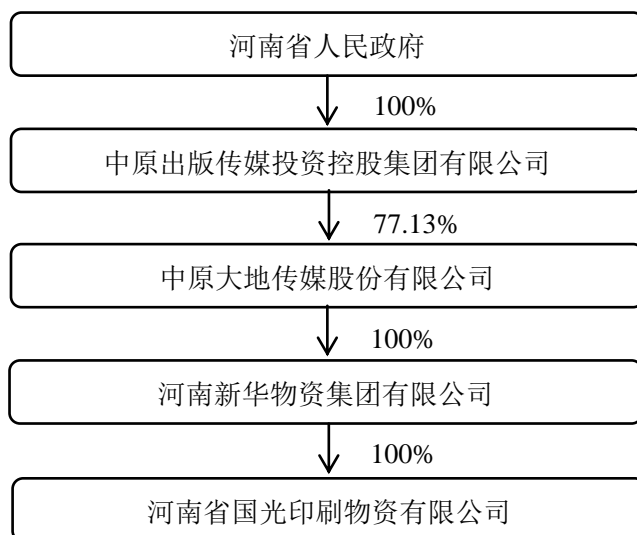 河南省人民政府
100%
中原出版传媒投资控股集团有限公司
77.13%
中原大地传媒股份有限公司
100%
河南新华物资集团有限公司
100%
河南省国光印刷物资有限公司